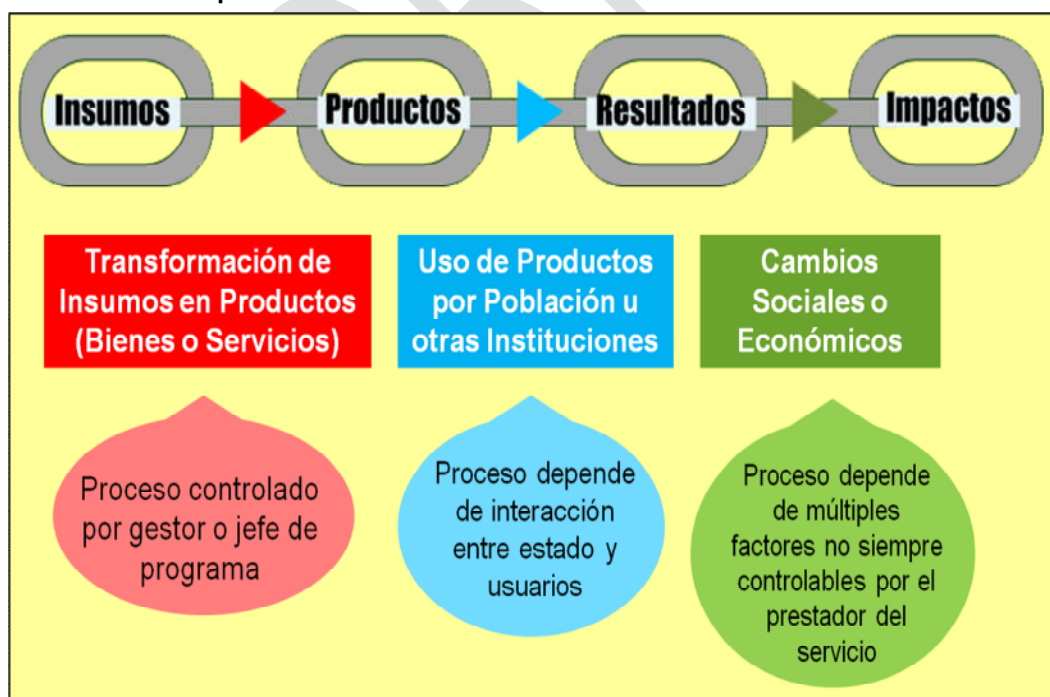 Insumos
Productos
Resultados
Impactos
Transformación de
Insumos en Productos
(Bienes o Servicios)
Uso de Productos
por Población u
otras Instituciones
Cambios
Sociales o
Económicos
Proceso controlado
por gestor o jefe de
programa
Proceso depende
de interacción
entre estado y
usuarios
Proceso depende
de múltiples
factores no siempre
controlables por el
prestador del
servicio